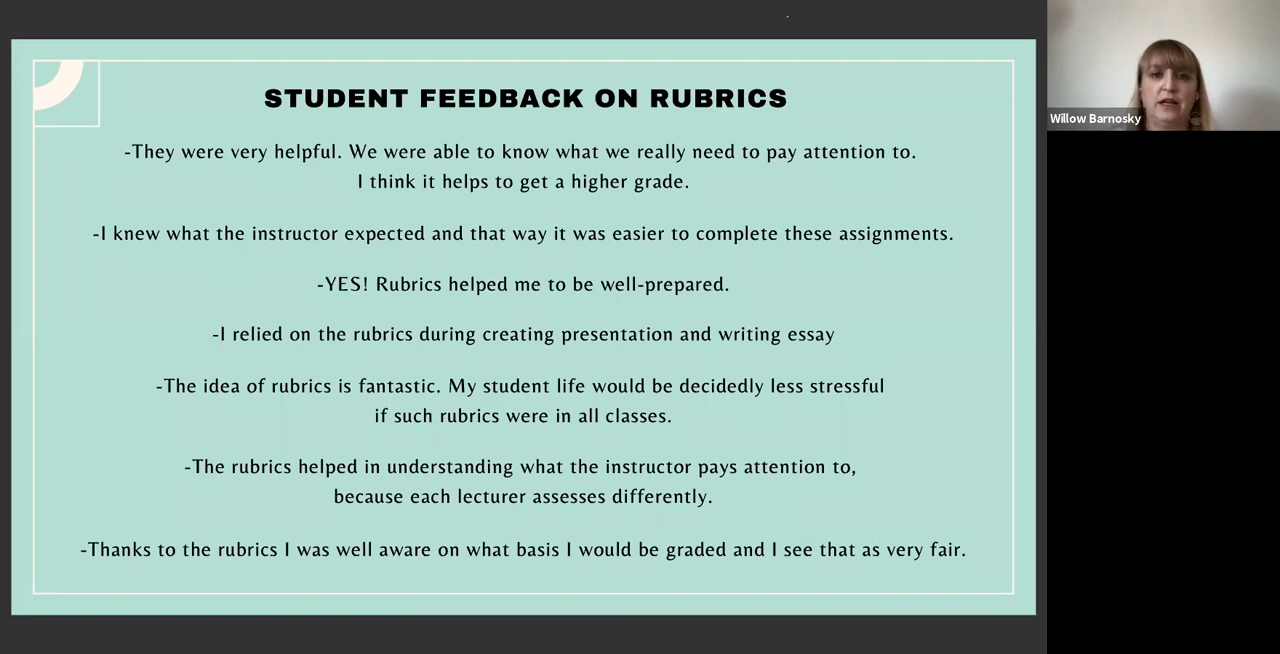 STUDENT FEEDBACK ON RUBRICS
-They were very helpful. We were able to know what we really need to pay attention to.
I think it helps to get a higher grade.
-I knew what the instructor expected and that way it was easier to complete these assignments.
-YES! Rubrics helped me to be well-prepared.
-I relied on the rubrics during creating presentation and writing essay
-The idea of rubrics is fantastic. My student life would be decidedly less stressful
if such rubrics were in all classes.
-The rubrics helped in understanding what the instructor pays attention to,
because each lecturer assesses differently.
-Thanks to the rubrics I was well aware on what basis I would be graded and I see that as very fair.
Willow Barnosky